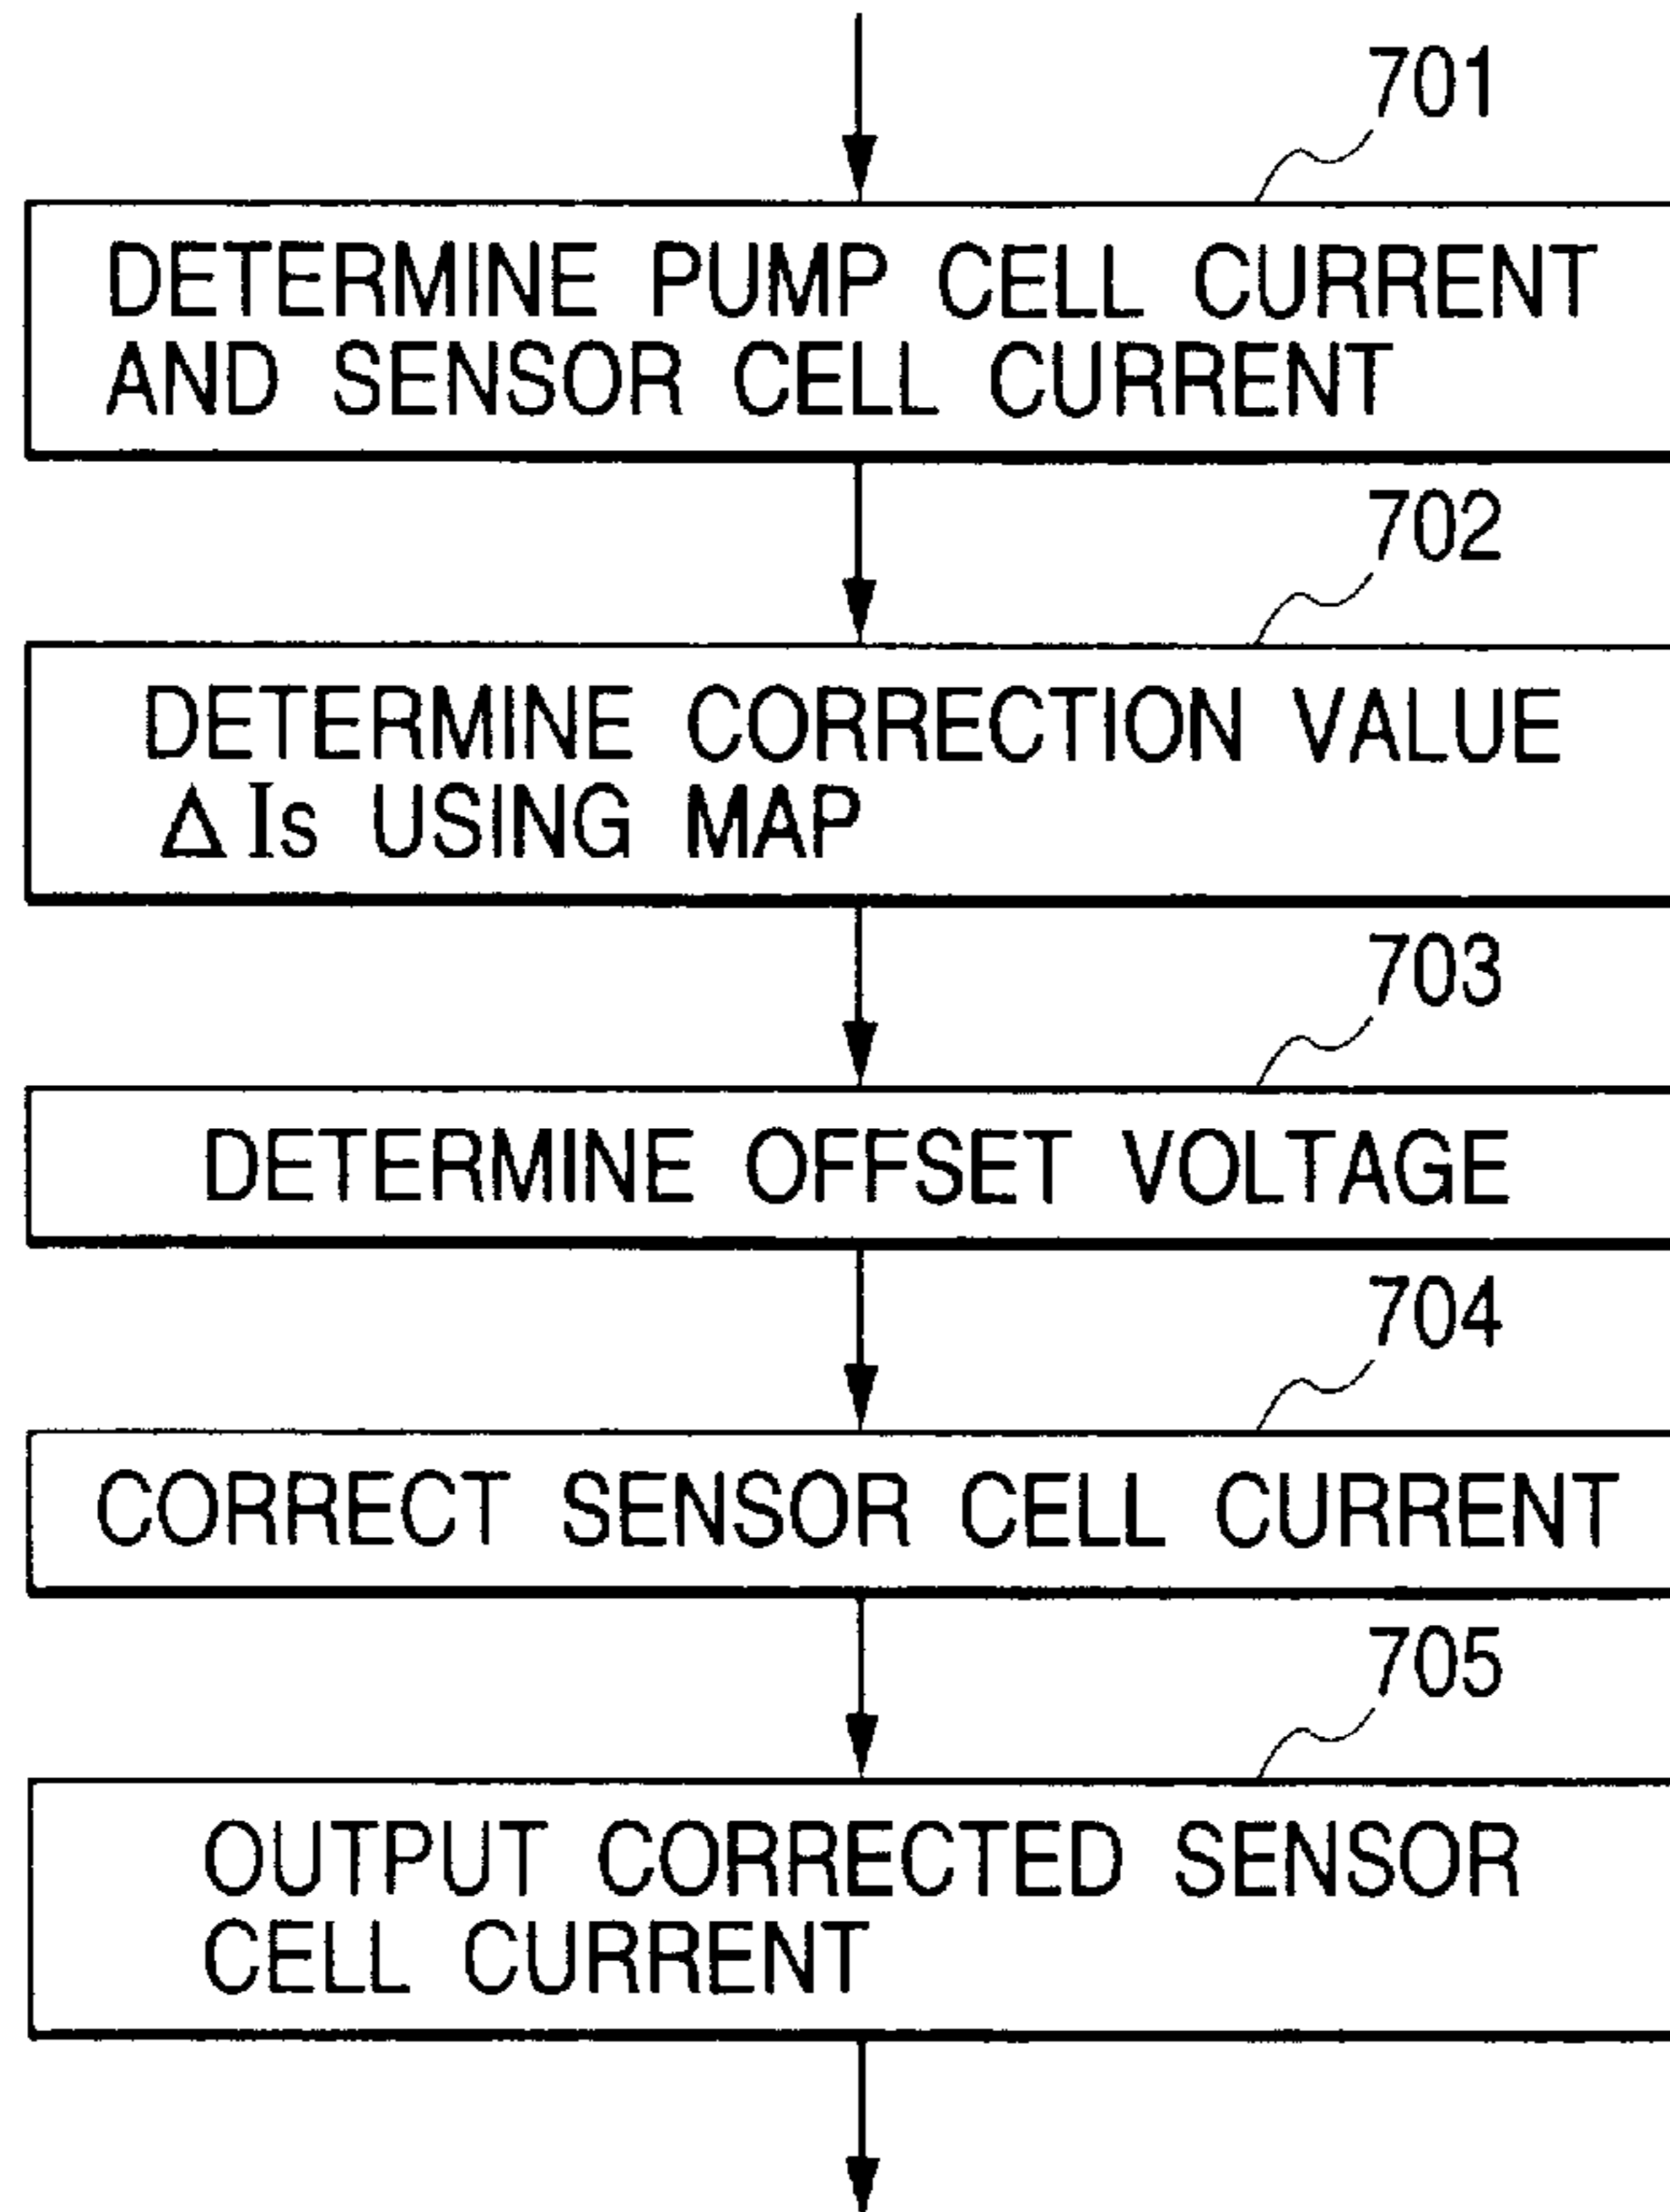 701
DETERMINE PUMP CELL CURRENT
AND SENSOR CELL CURRENT
702
DETERMINE CORRECTION VALUE
ΔIs USING MAP
703
DETERMINE OFFSET VOLTAGE
704
CORRECT SENSOR CELL CURRENT
705
OUTPUT CORRECTED SENSOR
CELL CURRENT